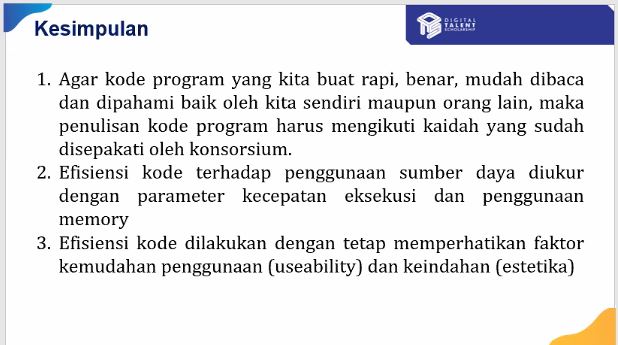 Kesimpulan
DIGITAL
TALENT
SCHOLARSHIP
1. Agar kode program yang kita buat rapi, benar, mudah dibaca
dan dipahami baik oleh kita sendiri maupun orang lain, maka
penulisan kode program harus mengikuti kaidah yang sudah
disepakati oleh konsorsium.
2. Efisiensi kode terhadap penggunaan sumber daya diukur
dengan parameter kecepatan eksekusi dan penggunaan
memory
3. Efisiensi kode dilakukan dengan tetap memperhatikan faktor
kemudahan penggunaan (useability) dan keindahan (estetika)